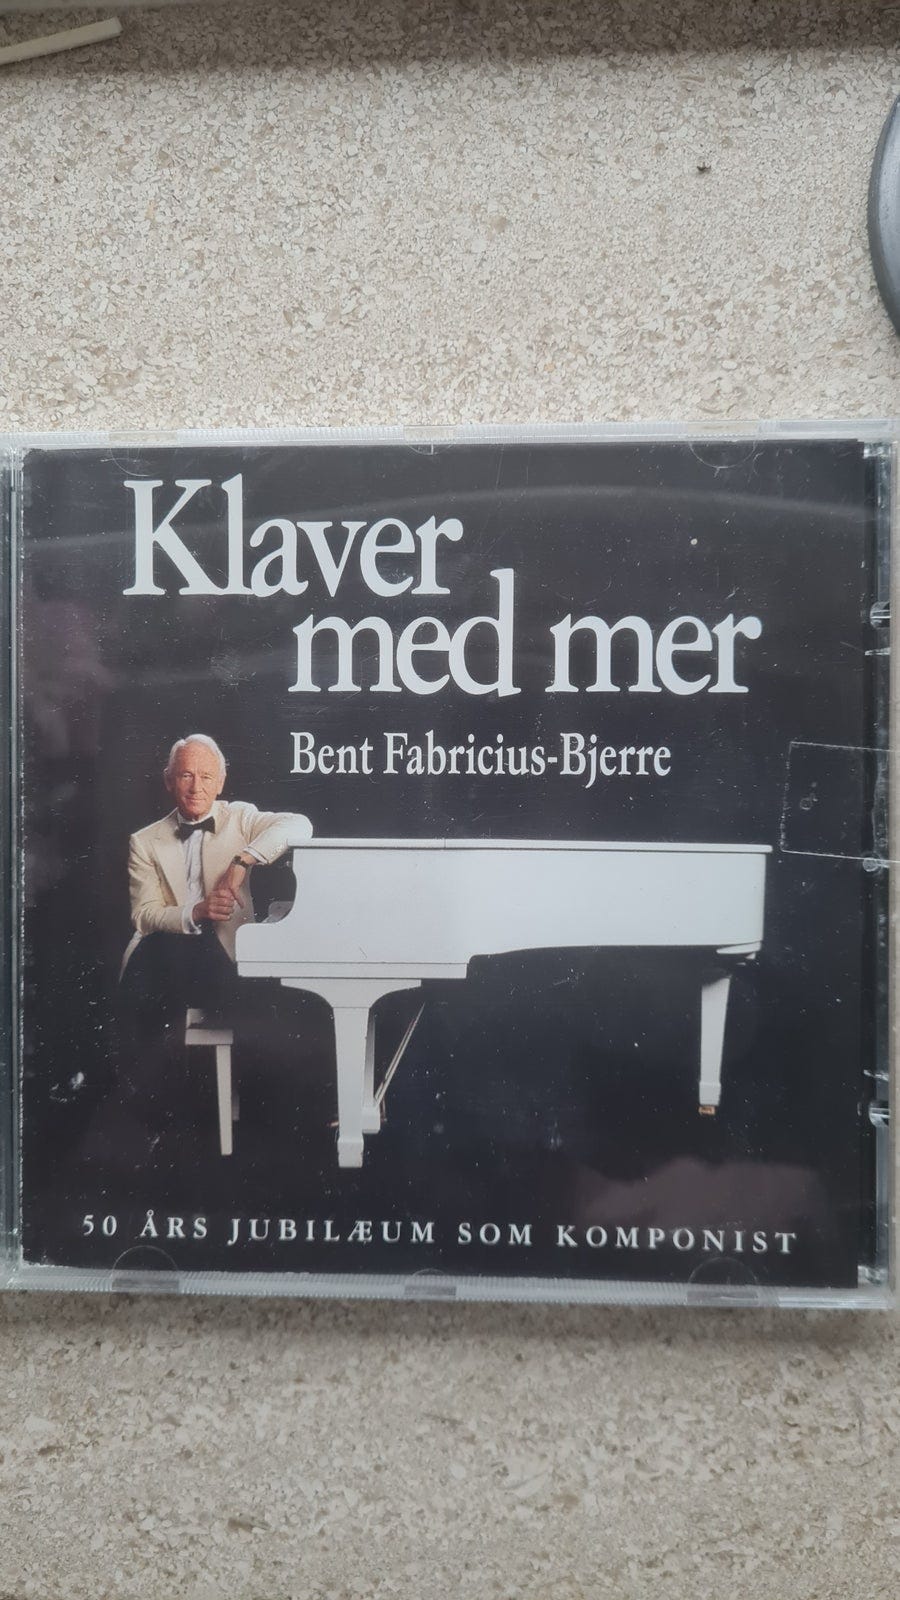 Klaver
med mer
Bent Fabricius-Bjerre
50 ÅRS JUBILÆUM SOM KOMPONIST